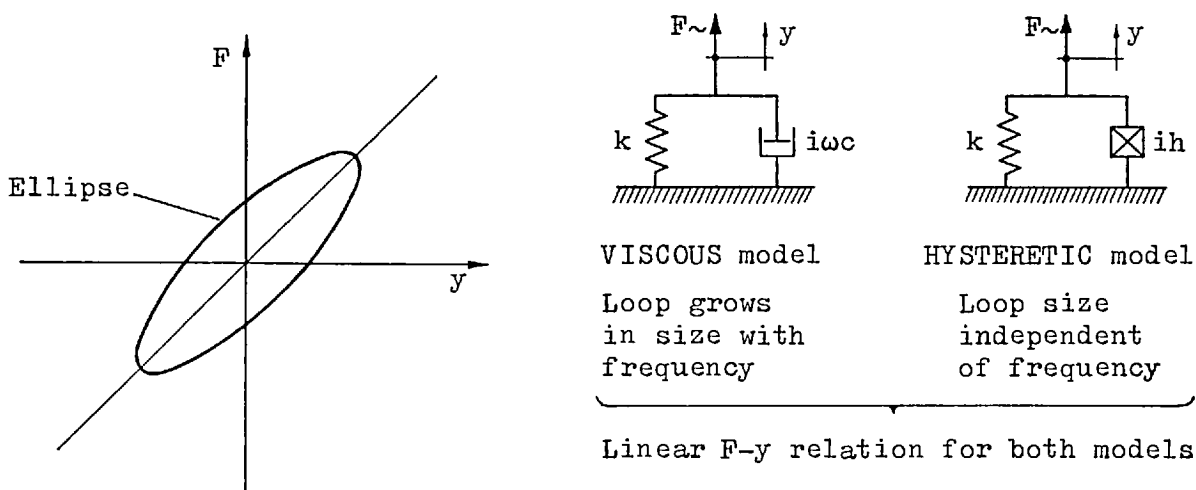 F
Ellipse
y
F~
y
k
iωc
F~
y
k
ih
VISCOUS model
Loop grows
in size with
frequency
HYSTERETIC model
Loop size
independent
of frequency
Linear F-y relation for both models